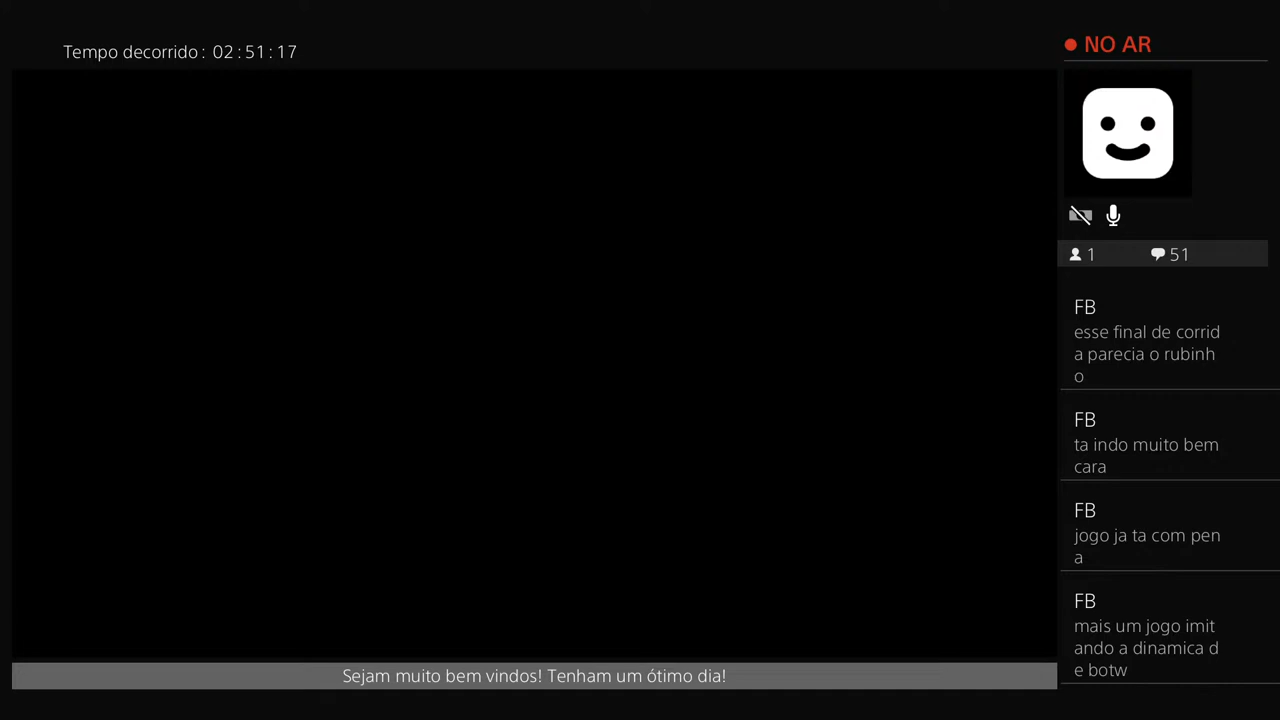 Tempo decorrido: 02:51:17
NO AR
1 51
FB
esse final de corrid
a parecia o rubinh
o
FB
ta indo muito bem
cara
FB
jogo ja ta com pen
a
FB
mais um jogo imit
ando a dinamica d
e botw
Sejam muito bem vindos! Tenham um ótimo dia!